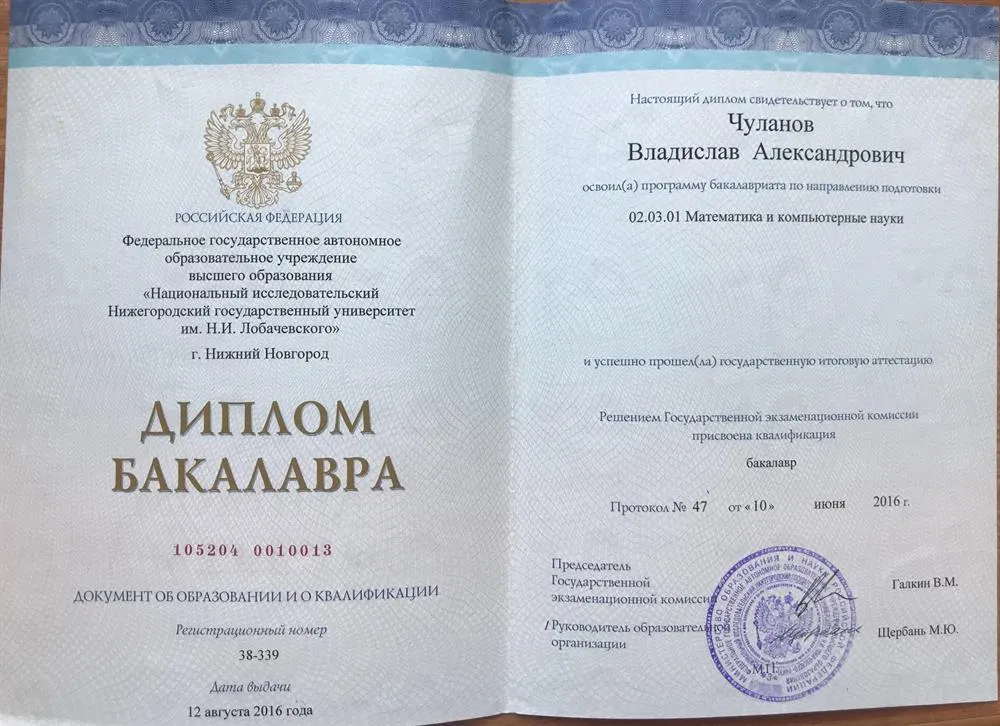 РОССИЙСКАЯ ФЕДЕРАЦИЯ
Федеральное государственное автономное
образовательное учреждение
высшего образования
«Национальный исследовательский
Нижегородский государственный университет
им. Н.И. Лобачевского»
г. Нижний Новгород
ДИПЛОМ
БАКАЛАВРА
105204 0010013
ДОКУМЕНТ ОБ ОБРАЗОВАНИИ И О КВАЛИФИКАЦИИ
Регистрационный номер
38-339
Дата выдачи
12 августа 2016 года
Настоящий диплом свидетельствует о том, что
Чуланов
Владислав Александрович
освоил(а) программу бакалавриата по направлению подготовки
02.03.01 Математика и компьютерные науки
и успешно прошел(ла) государственную итоговую аттестацию
Решением Государственной экзаменационной комиссии
присвоена квалификация
бакалавр
Протокол № 47 от «10» июня 2016 г.
Председатель
Государственной
экзаменационной комиссии
Галкин В.М.
/ Руководитель образовательной
организации
Щербань М.Ю.
М.П.